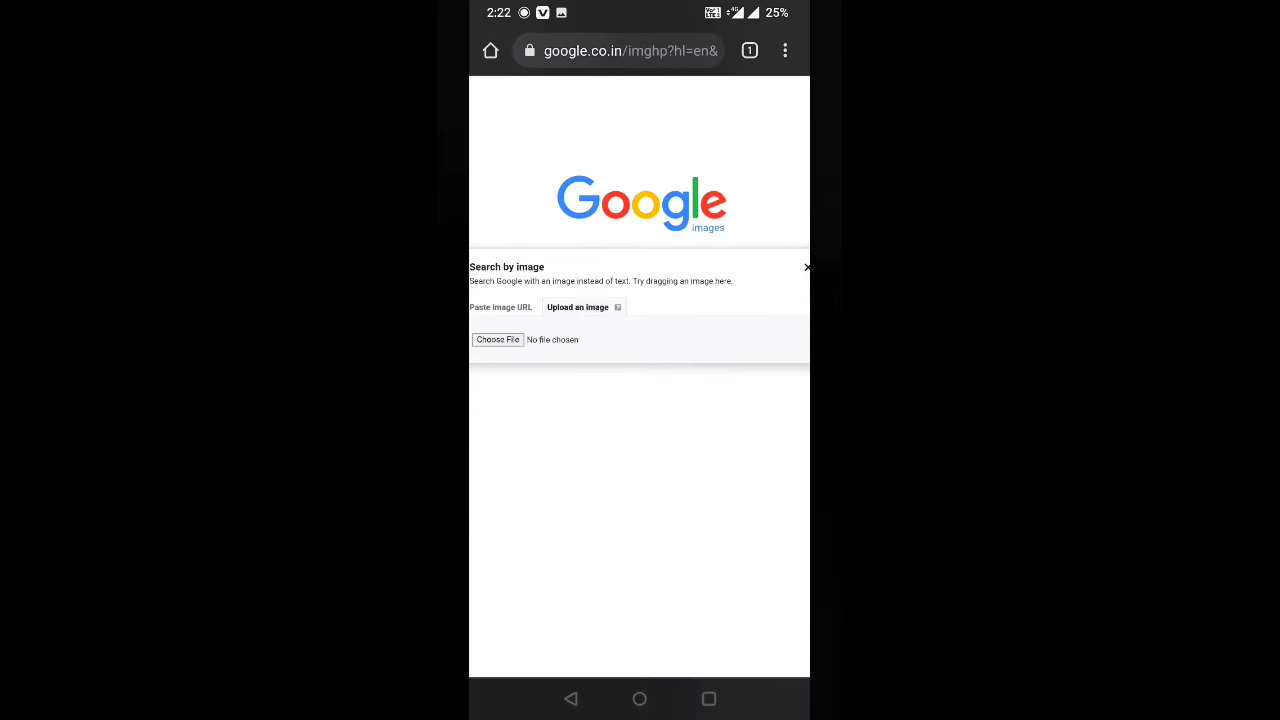 2:22 25%
google.co.in/imghp?hl=en& 1
Google
images
Search by image
Search Google with an image instead of text. Try dragging an image here.
Paste image URL Upload an image ?
Choose File No file chosen